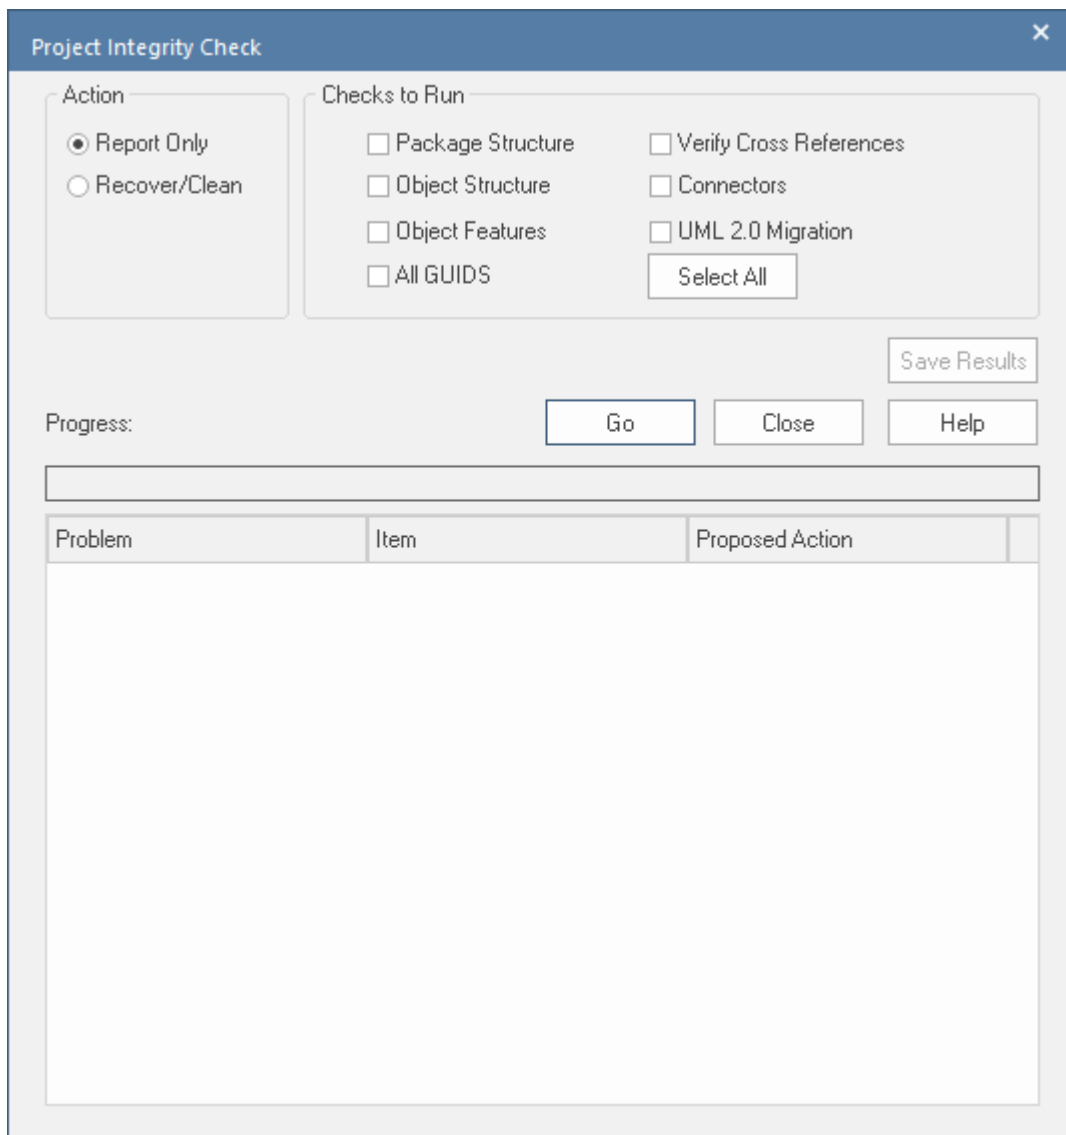 Project Integrity Check
Action
Report Only
Recover/Clean
Checks to Run
Package Structure
Verify Cross References
Object Structure
Connectors
Object Features
UML 2.0 Migration
All GUIDS
Select All
Save Results
Progress:
Go
Close
Help
Problem
Item
Proposed Action